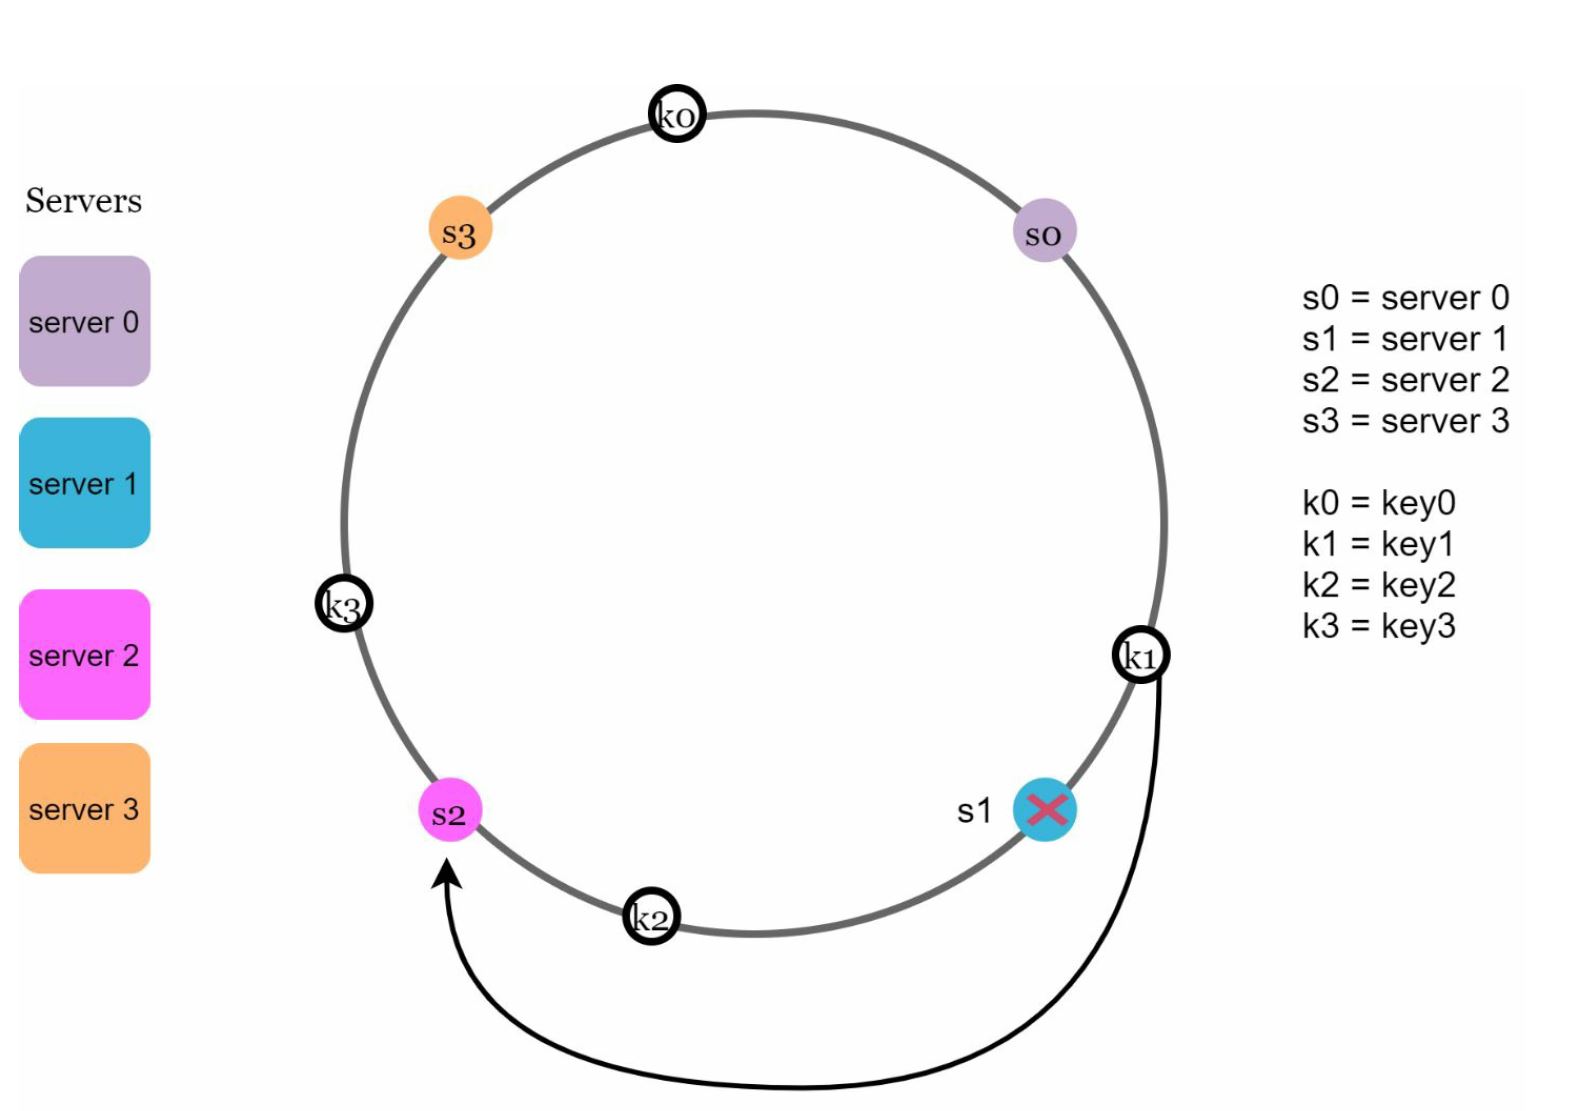 Servers
server 0
server 1
server 2
server 3
k0
s3
s0
k3
k1
s2
s1
k2
s0 = server 0
s1 = server 1
s2 = server 2
s3 = server 3
k0 = key0
k1 = key1
k2 = key2
k3 = key3